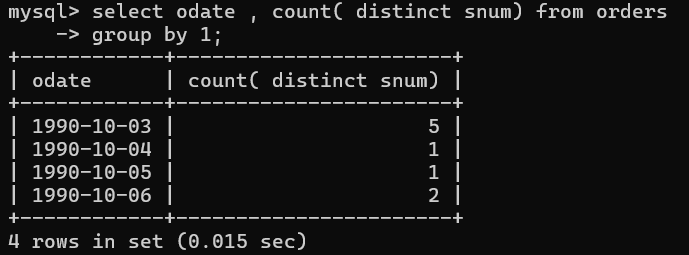 mysql> select odate , count( distinct snum) from orders
    -> group by 1;
+------------+-----------------------+
| odate      | count( distinct snum) |
+------------+-----------------------+
| 1990-10-03 |                     5 |
| 1990-10-04 |                     1 |
| 1990-10-05 |                     1 |
| 1990-10-06 |                     2 |
+------------+-----------------------+
4 rows in set (0.015 sec)